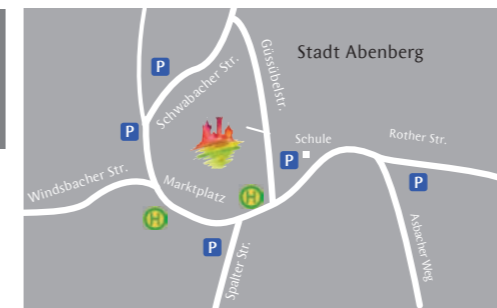 Stadt Abenberg
P
Schwabacher Str.
Güssübelstr.
P
Schule
Rother Str.
P
P
Windsbacher Str.
Marktplatz
H
H
P
Spalter Str.
Asbacher Weg